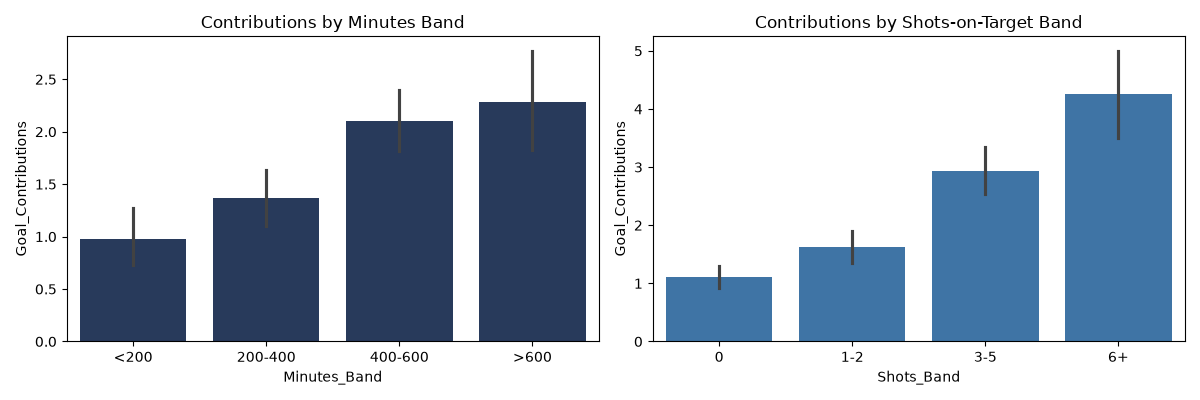 Contributions by Minutes Band
Goal_Contributions
2.5
2.0
1.5
1.0
0.5
0.0
<200 200-400 400-600 >600
Minutes_Band
Contributions by Shots-on-Target Band
Goal_Contributions
5
4
3
2
1
0
0 1-2 3-5 6+
Shots_Band